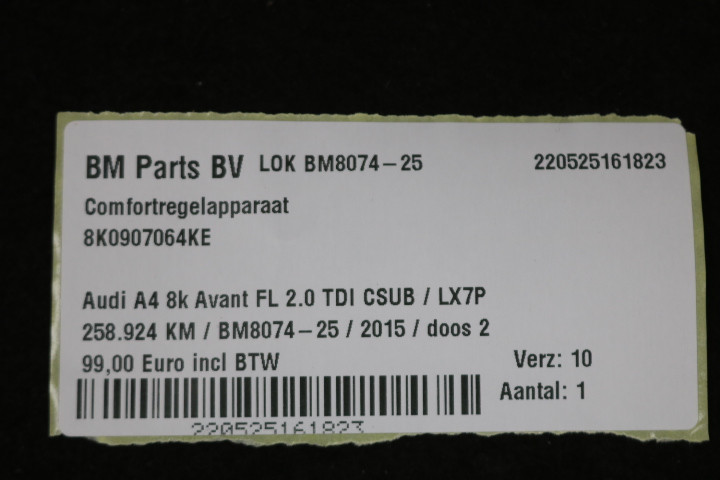 BM Parts BV LOK BM8074-25 220525161823
Comfortregelapparaat
8K0907064KE
Audi A4 8k Avant FL 2.0 TDI CSUB / LX7P
258.924 KM / BM8074-25 / 2015 / doos 2
99,00 Euro incl BTW Verz: 10
Aantal: 1
220525161823